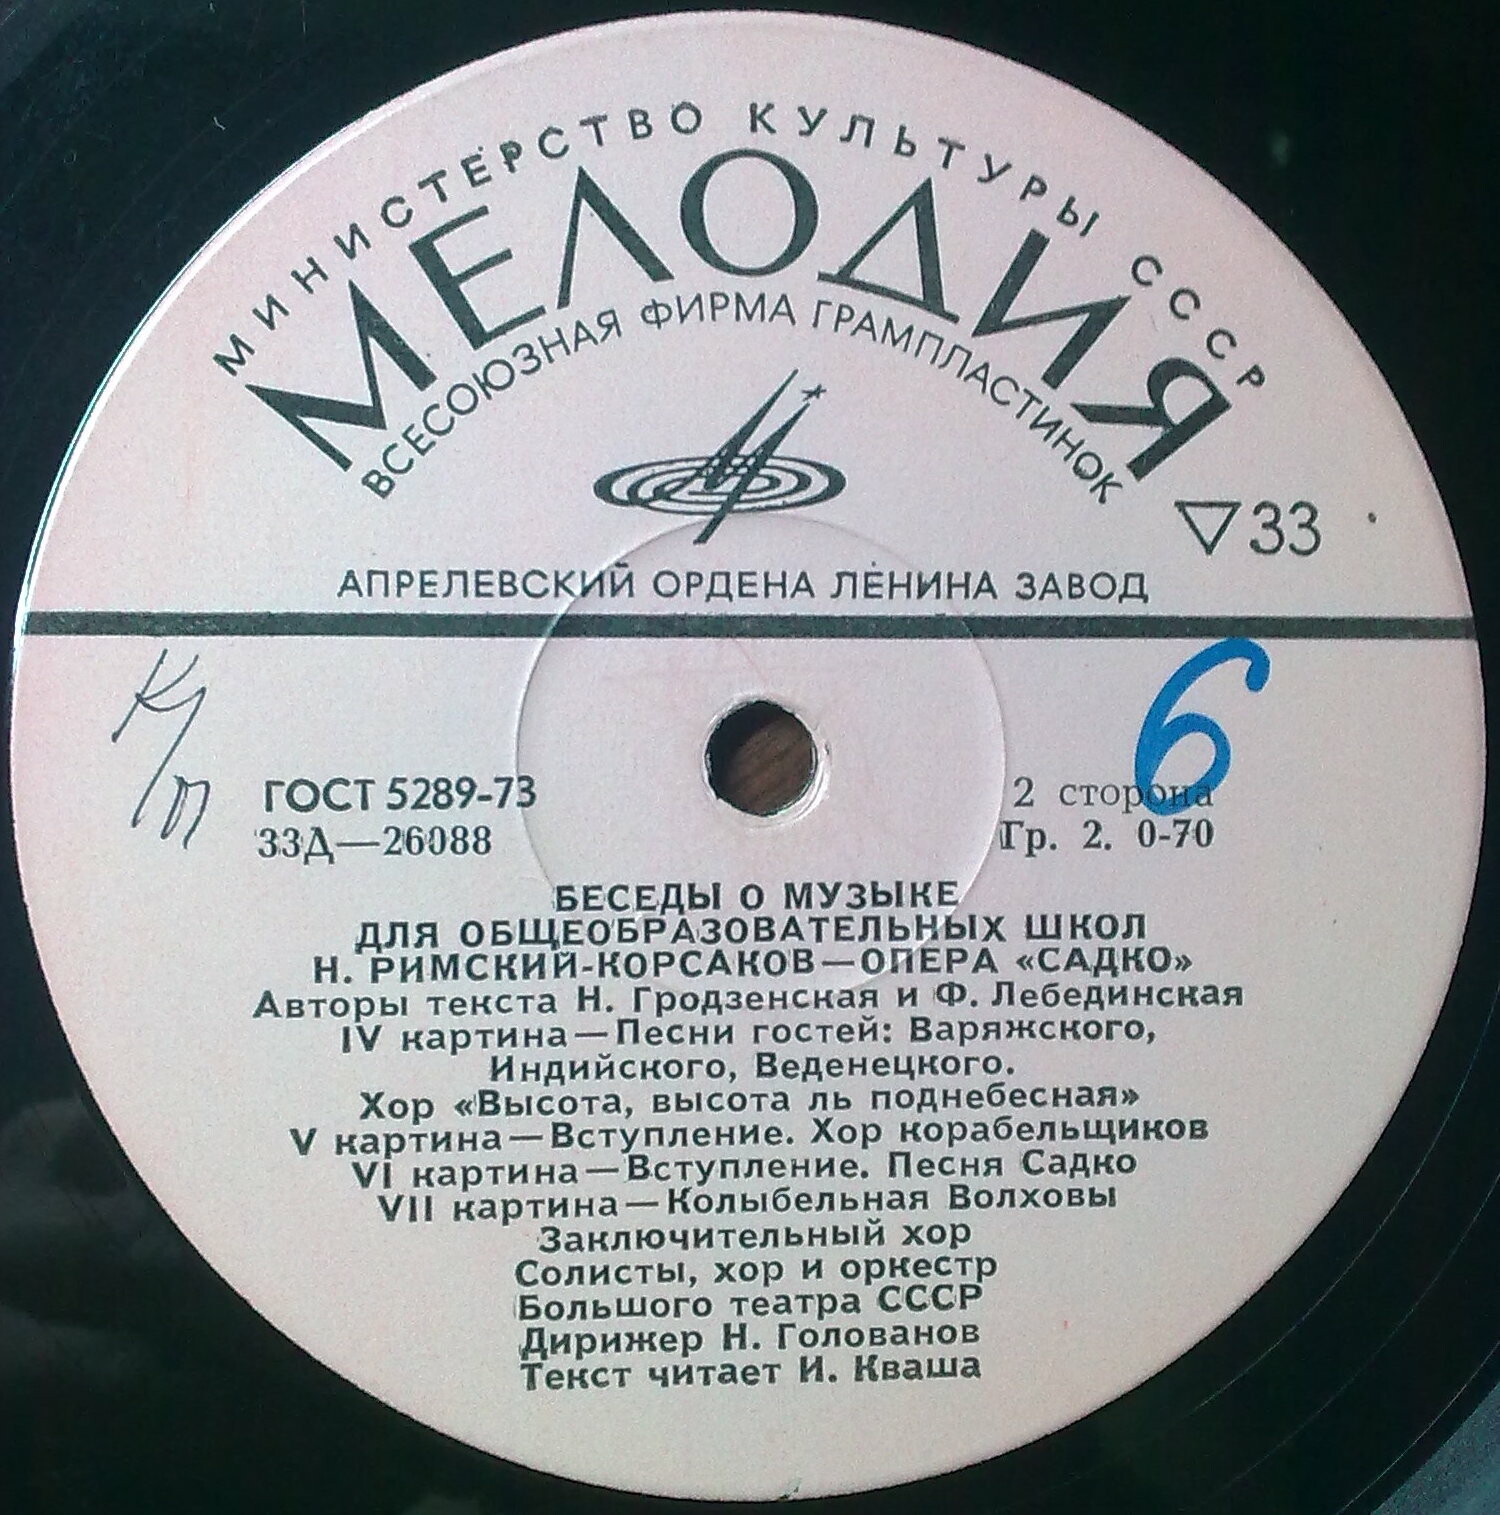 МИНИСТЕРСТВО КУЛЬТУРЫ СССР
МЕЛОДИЯ
ВСЕСОЮЗНАЯ ФИРМА ГРАМПЛАСТИНОК
▽33
АПРЕЛЕВСКИЙ ОРДЕНА ЛЕНИНА ЗАВОД
6
ГОСТ 5289-73
2 сторона
33Д—26088
Гр. 2. 0-70
БЕСЕДЫ О МУЗЫКЕ
ДЛЯ ОБЩЕОБРАЗОВАТЕЛЬНЫХ ШКОЛ
Н. РИМСКИЙ-КОРСАКОВ—ОПЕРА «САДКО»
Авторы текста Н. Гродзенская и Ф. Лебединская
IV картина—Песни гостей: Варяжского,
Индийского, Веденецкого.
Хор «Высота, высота ль поднебесная»
V картина—Вступление. Хор корабельщиков
VI картина—Вступление. Песня Садко
VII картина—Колыбельная Волховы
Заключительный хор
Солисты, хор и оркестр
Большого театра СССР
Дирижер Н. Голованов
Текст читает И. Кваша